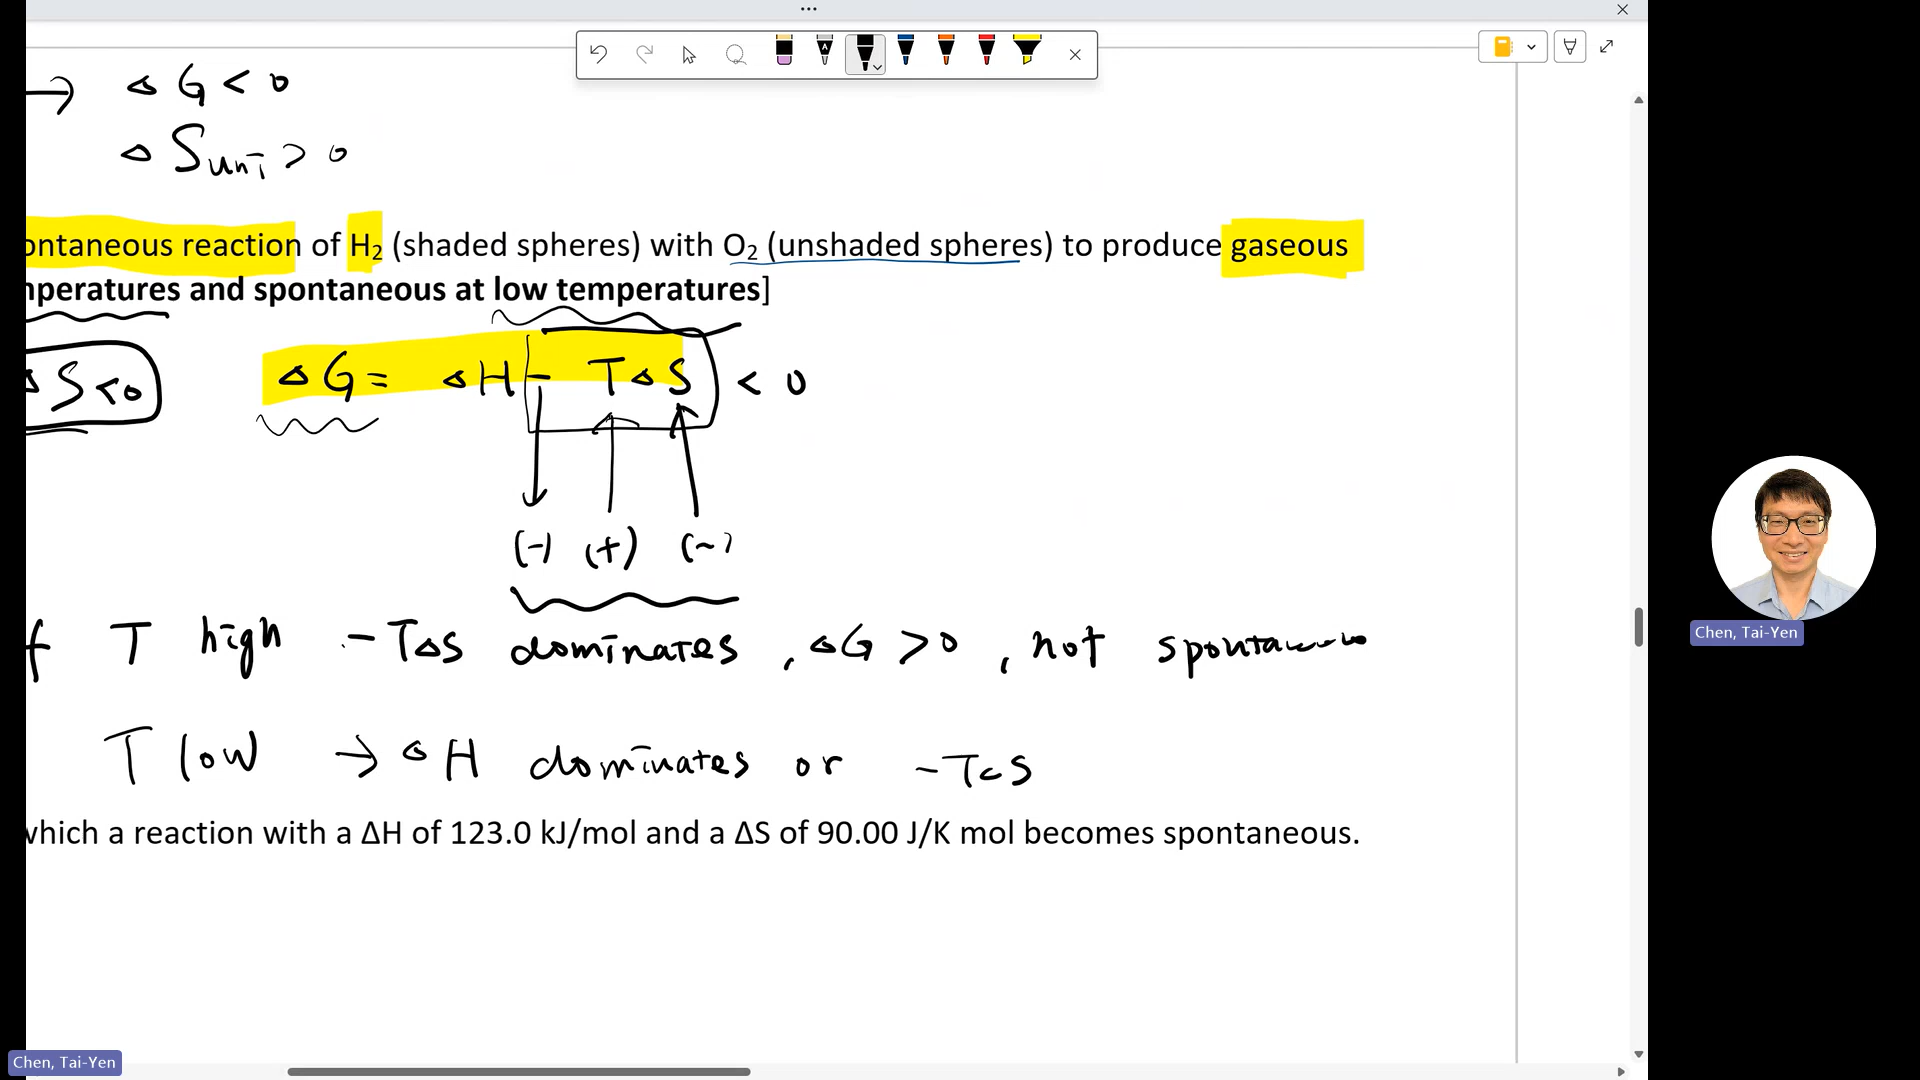 → ΔG < 0
ΔSuni > 0
ontaneous reaction of H₂ (shaded spheres) with O₂ (unshaded spheres) to produce gaseous
nperatures and spontaneous at low temperatures]
ΔS<0 ΔG = ΔH - TΔS < 0
(-) (+) (-)
f T high -TΔS dominates, ΔG > 0, not
T low → ΔH dominates or -TΔS
which a reaction with a ΔH of 123.0 kJ/mol and a ΔS of 90.00 J/K mol becomes spontaneous.
Chen, Tai-Yen
Chen, Tai-Yen